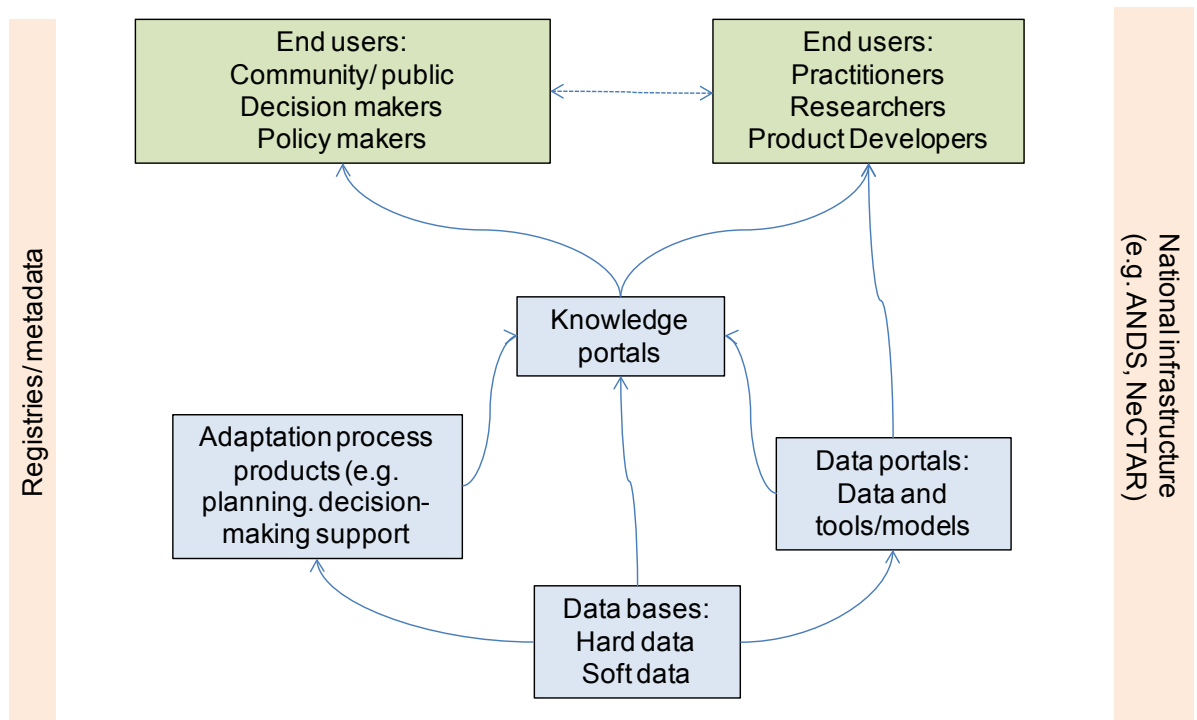 End users:
Community/ public
Decision makers
Policy makers
End users:
Practitioners
Researchers
Product Developers
Registries/ metadata
National infrastructure
(e.g. ANDS, NeCTAR)
Knowledge
portals
Adaptation process
products (e.g.
planning. decision-
making support
Data portals:
Data and
tools/models
Data bases:
Hard data
Soft data